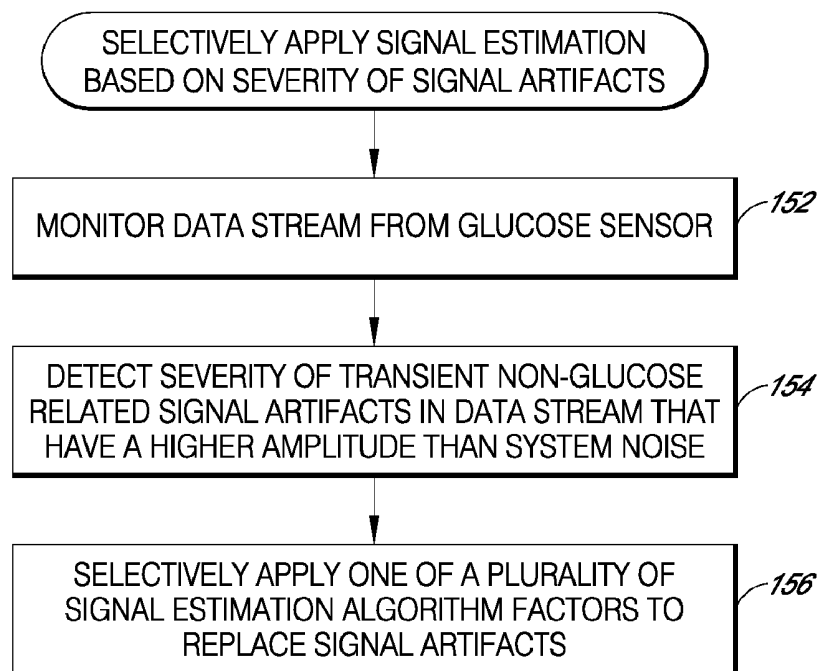 SELECTIVELY APPLY SIGNAL ESTIMATION
BASED ON SEVERITY OF SIGNAL ARTIFACTS
MONITOR DATA STREAM FROM GLUCOSE SENSOR
152
DETECT SEVERITY OF TRANSIENT NON-GLUCOSE
RELATED SIGNAL ARTIFACTS IN DATA STREAM THAT
HAVE A HIGHER AMPLITUDE THAN SYSTEM NOISE
154
SELECTIVELY APPLY ONE OF A PLURALITY OF
SIGNAL ESTIMATION ALGORITHM FACTORS TO
REPLACE SIGNAL ARTIFACTS
156